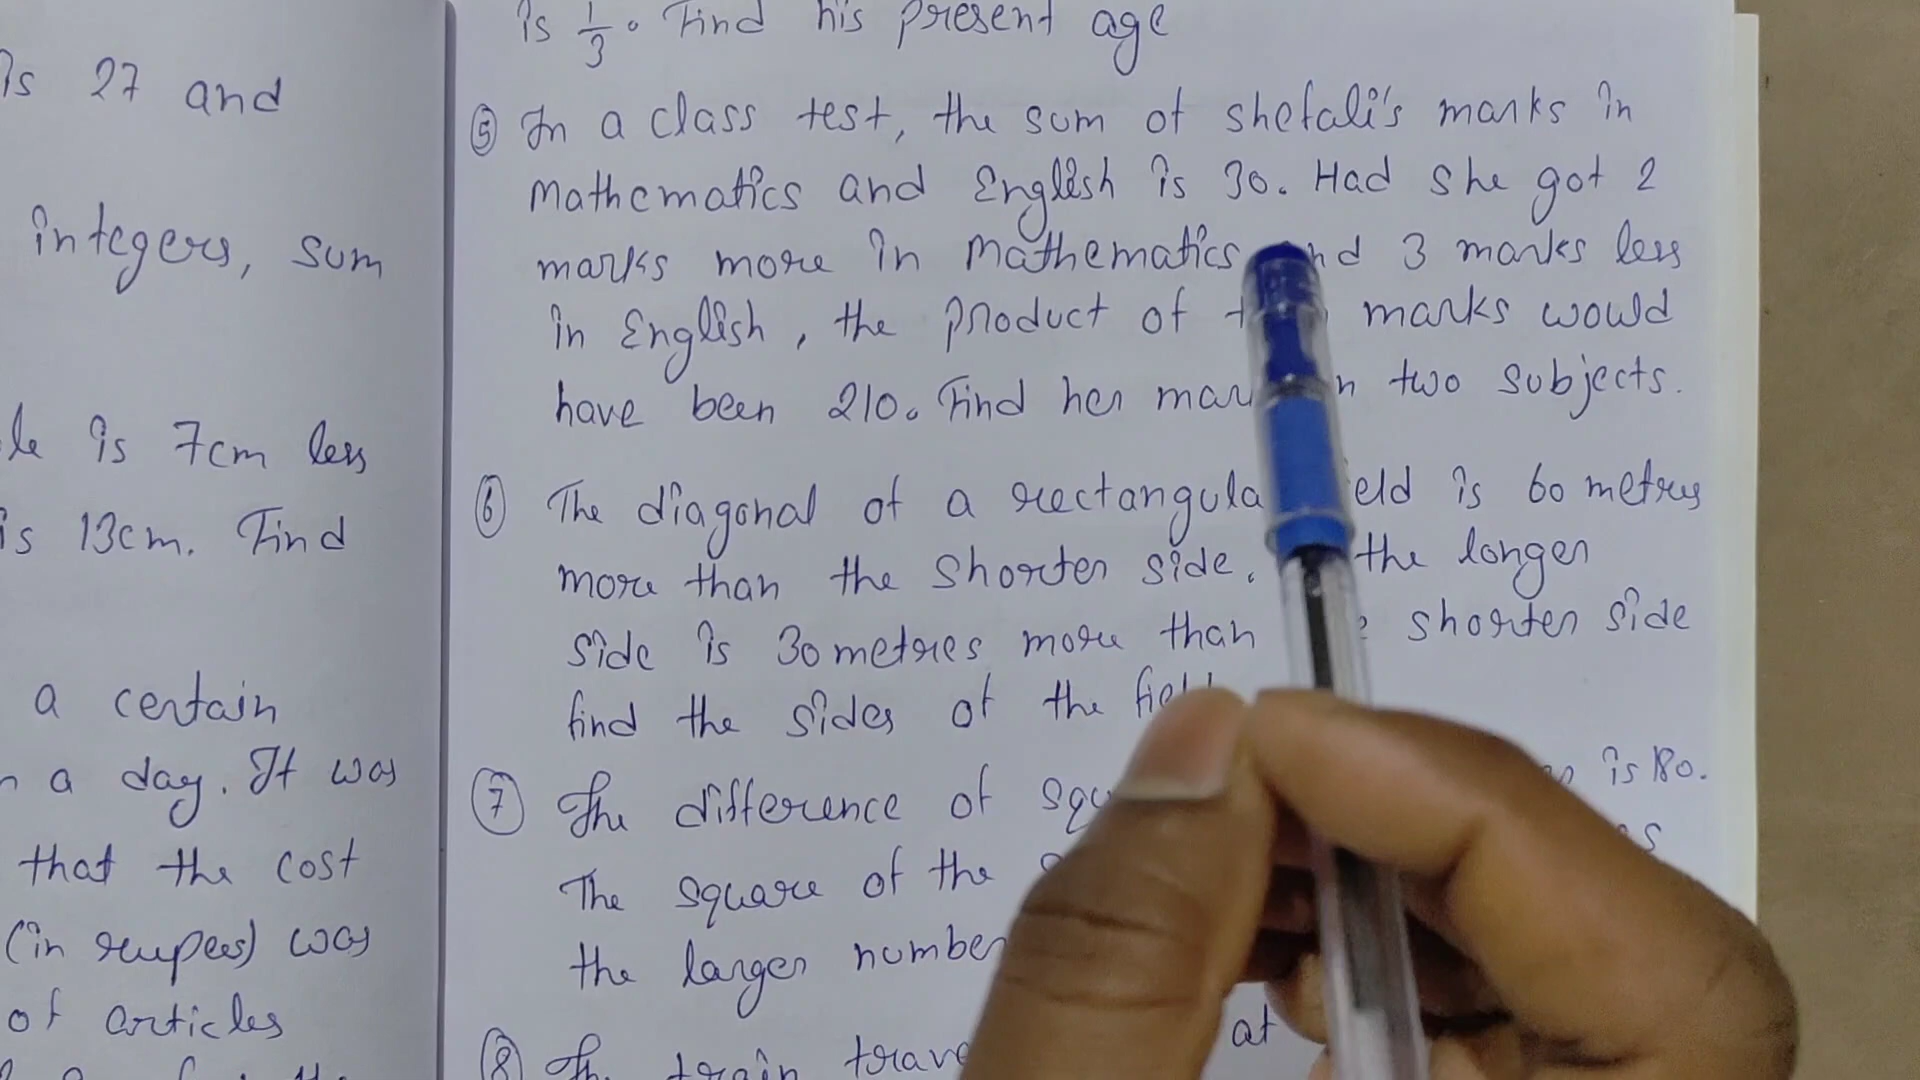 is 27 and
integers, sum
is 7cm less
is 13cm. Find
a certain
a day. It was
that the cost
(in rupees) was
of articles
is 1/3. Find his present age
⑤ In a class test, the sum of shefali's marks in
Mathematics and English is 30. Had she got 2
marks more in Mathematics 3 marks less
in English, the product of marks would
have been 210. Find her two subjects.
⑥ The diagonal of a is 60 metres
more than the shorter side. the longer
side is 30 metres more than shorter side
find the sides of the
⑦ The difference of is 180.
The square of the
the larger number
⑧ The train at